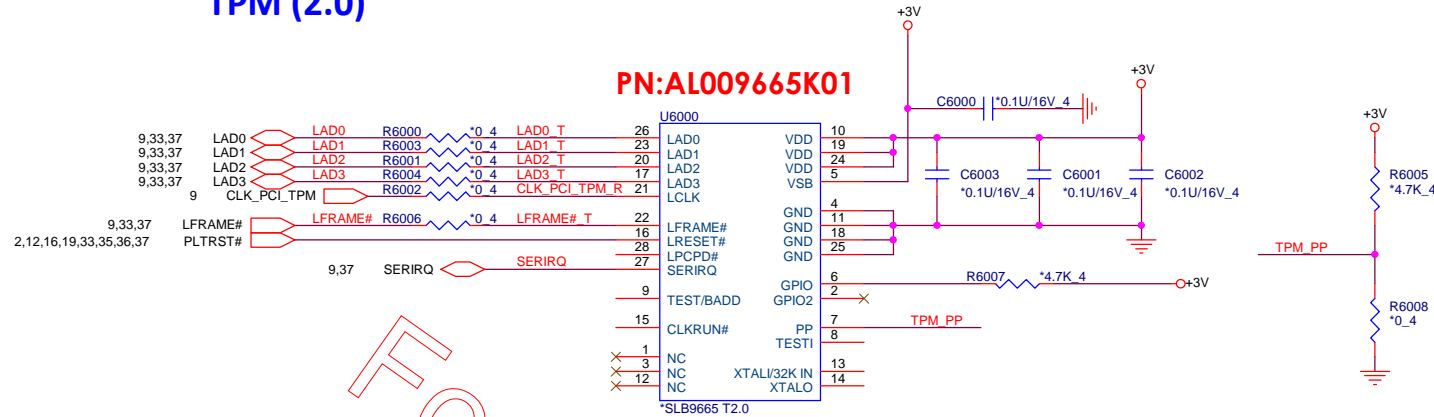 TPM (2.0)
PN:AL009665K01
+3V
+3V
+3V
C6000 *0.1U/16V_4
U6000
9,33,37 LAD0 LAD0 R6000 *0_4 LAD0_T 26 LAD0 VDD 10
9,33,37 LAD1 LAD1 R6003 *0_4 LAD1_T 23 LAD1 VDD 19
9,33,37 LAD2 LAD2 R6001 *0_4 LAD2_T 20 LAD2 VDD 24
9,33,37 LAD3 LAD3 R6004 *0_4 LAD3_T 17 LAD3 VSB 5
9 CLK_PCI_TPM R6002 *0_4 CLK_PCI_TPM_R 21 LCLK
C6003 *0.1U/16V_4
C6001 *0.1U/16V_4
C6002 *0.1U/16V_4
R6005 *4.7K_4
GND 4
9,33,37 LFRAME# LFRAME# R6006 *0_4 LFRAME#_T 22 LFRAME# GND 11
2,12,16,19,33,35,36,37 PLTRST# 16 LRESET# GND 18
28 LPCPD# GND 25
9,37 SERIRQ SERIRQ 27 SERIRQ
GPIO 6 R6007 *4.7K_4 +3V
9 TEST/BADD GPIO2 2
15 CLKRUN# PP 7 TPM_PP
TESTI 8
1 NC
3 NC XTALI/32K IN 13
12 NC XTALO 14
*SLB9665 T2.0
TPM_PP
R6008 *0_4
Fo